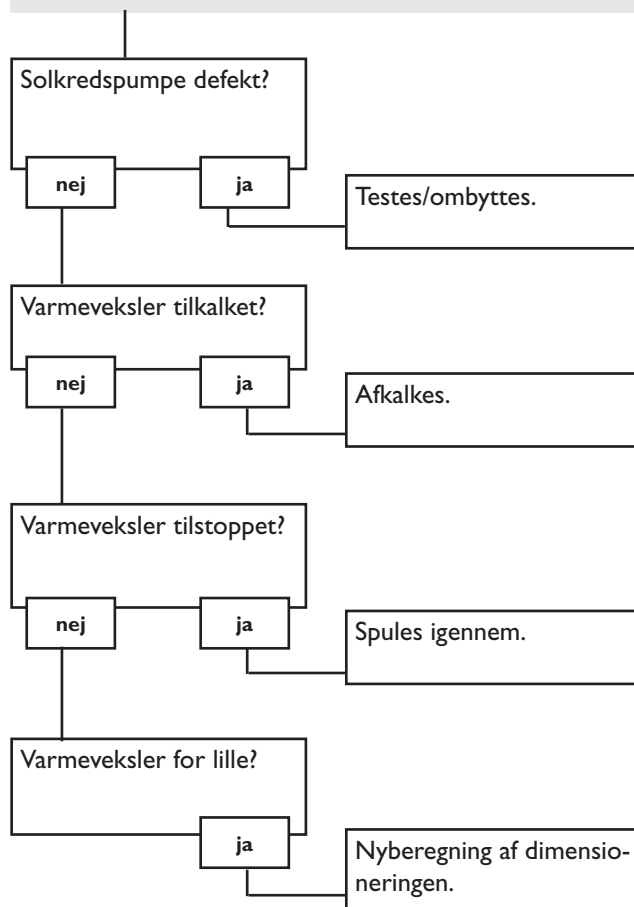 Solkredspumpe defekt?
nej
ja
Testes/ombyttes.
Varmeveksler tilkalket?
nej
ja
Afkalkes.
Varmeveksler tilstoppet?
nej
ja
Spules igennem.
Varmeveksler for lille?
ja
Nyberegning af dimensio-
neringen.